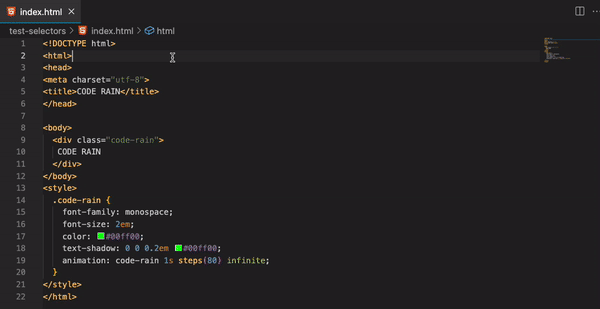 index.html ×
test-selectors > index.html > html
1 <!DOCTYPE html>
2 <html>
3 <head>
4 <meta charset="utf-8">
5 <title>CODE RAIN</title>
6 </head>
7
8 <body>
9 <div class="code-rain">
10 CODE RAIN
11 </div>
12 </body>
13 <style>
14 .code-rain {
15 font-family: monospace;
16 font-size: 2em;
17 color: #00ff00;
18 text-shadow: 0 0 0.2em #00ff00;
19 animation: code-rain 1s steps(80) infinite;
20 }
21 </style>
22 </html>